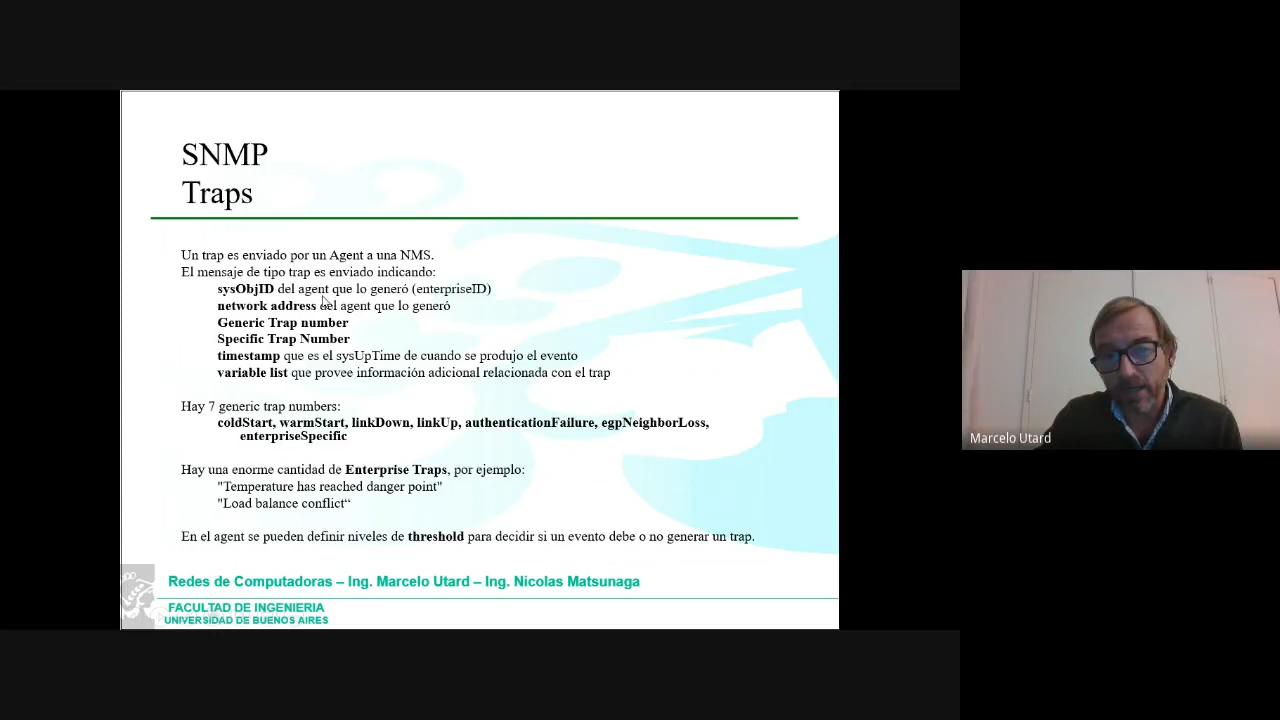 SNMP
Traps
Un trap es enviado por un Agent a una NMS.
El mensaje de tipo trap es enviado indicando:
sysObjID del agent que lo generó (enterpriseID)
network address del agent que lo generó
Generic Trap number
Specific Trap Number
timestamp que es el sysUpTime de cuando se produjo el evento
variable list que provee información adicional relacionada con el trap
Hay 7 generic trap numbers:
coldStart, warmStart, linkDown, linkUp, authenticationFailure, egpNeighborLoss,
enterpriseSpecific
Hay una enorme cantidad de Enterprise Traps, por ejemplo:
"Temperature has reached danger point"
"Load balance conflict“
En el agent se pueden definir niveles de threshold para decidir si un evento debe o no generar un trap.
Redes de Computadoras – Ing. Marcelo Utard – Ing. Nicolas Matsunaga
FACULTAD DE INGENIERIA
UNIVERSIDAD DE BUENOS AIRES
Marcelo Utard